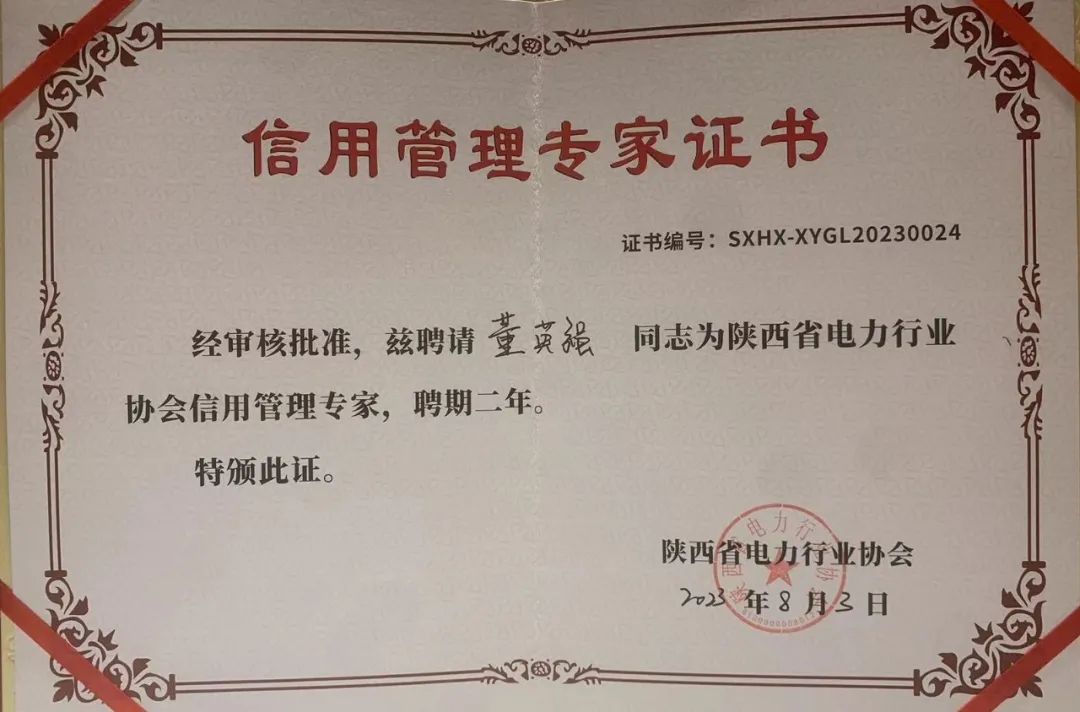 信用管理专家证书
证书编号：SXHX-XYGL20230024
经审核批准，兹聘请 董英强 同志为陕西省电力行业
协会信用管理专家，聘期二年。
特颁此证。
陕西省电力行业协会
2023 年 8 月 3 日